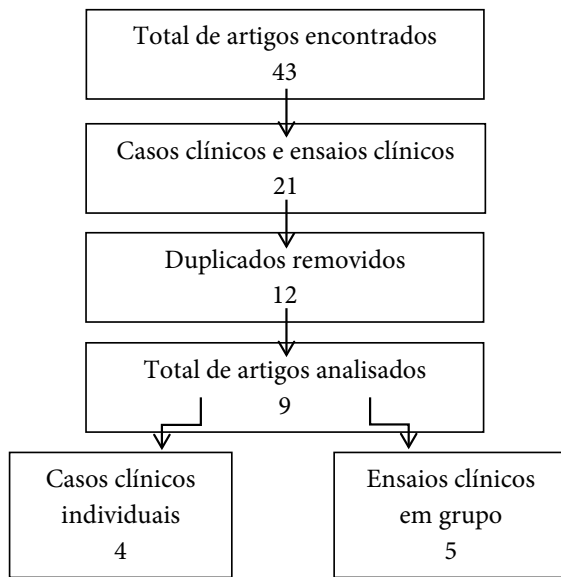 Total de artigos encontrados
43
Casos clínicos e ensaios clínicos
21
Duplicados removidos
12
Total de artigos analisados
9
Casos clínicos
individuais
4
Ensaios clínicos
em grupo
5